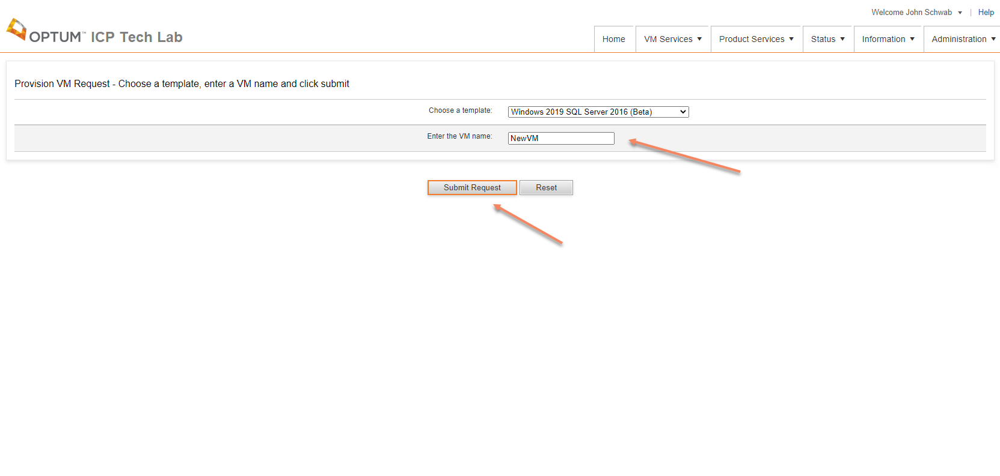 Welcome John Schwab ▼ | Help
OPTUM™ ICP Tech Lab
Home VM Services ▼ Product Services ▼ Status ▼ Information ▼ Administration ▼
Provision VM Request - Choose a template, enter a VM name and click submit
Choose a template: Windows 2019 SQL Server 2016 (Beta)
Enter the VM name: NewVM
Submit Request Reset